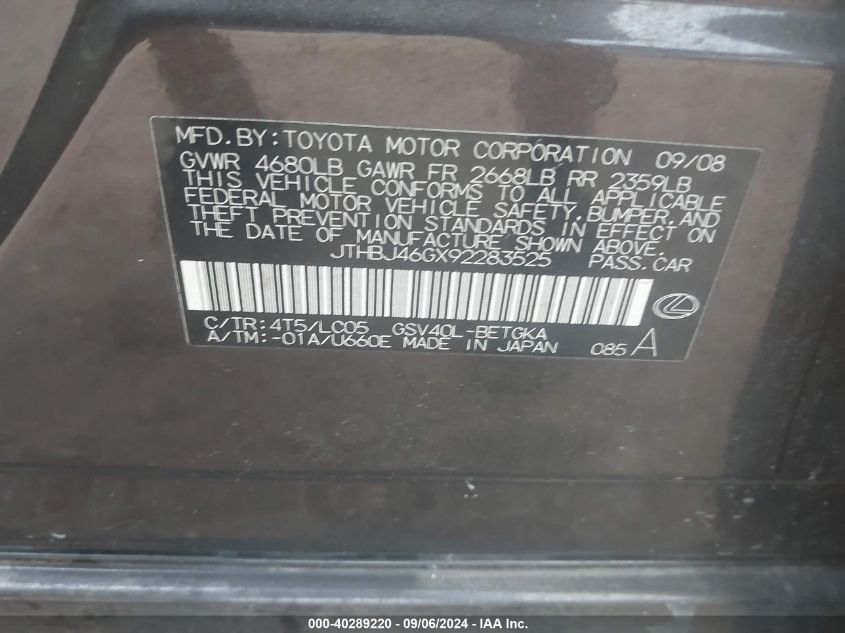 MFD.BY:TOYOTA MOTOR CORPORATION 09/08
GVWR 4680LB GAWR FR 2668LB RR 2359LB
THIS VEHICLE CONFORMS TO ALL APPLICABLE
FEDERAL MOTOR VEHICLE SAFETY,BUMPER,AND
THEFT PREVENTION STANDARDS IN EFFECT ON
THE DATE OF MANUFACTURE SHOWN ABOVE.
JTHBJ46GX92283525 PASS.CAR
C/TR:4T5/LC05 GSV40L-BETGKA
A/TM:-01A/U660E MADE IN JAPAN 085A
000-40289220 - 09/06/2024 - IAA Inc.